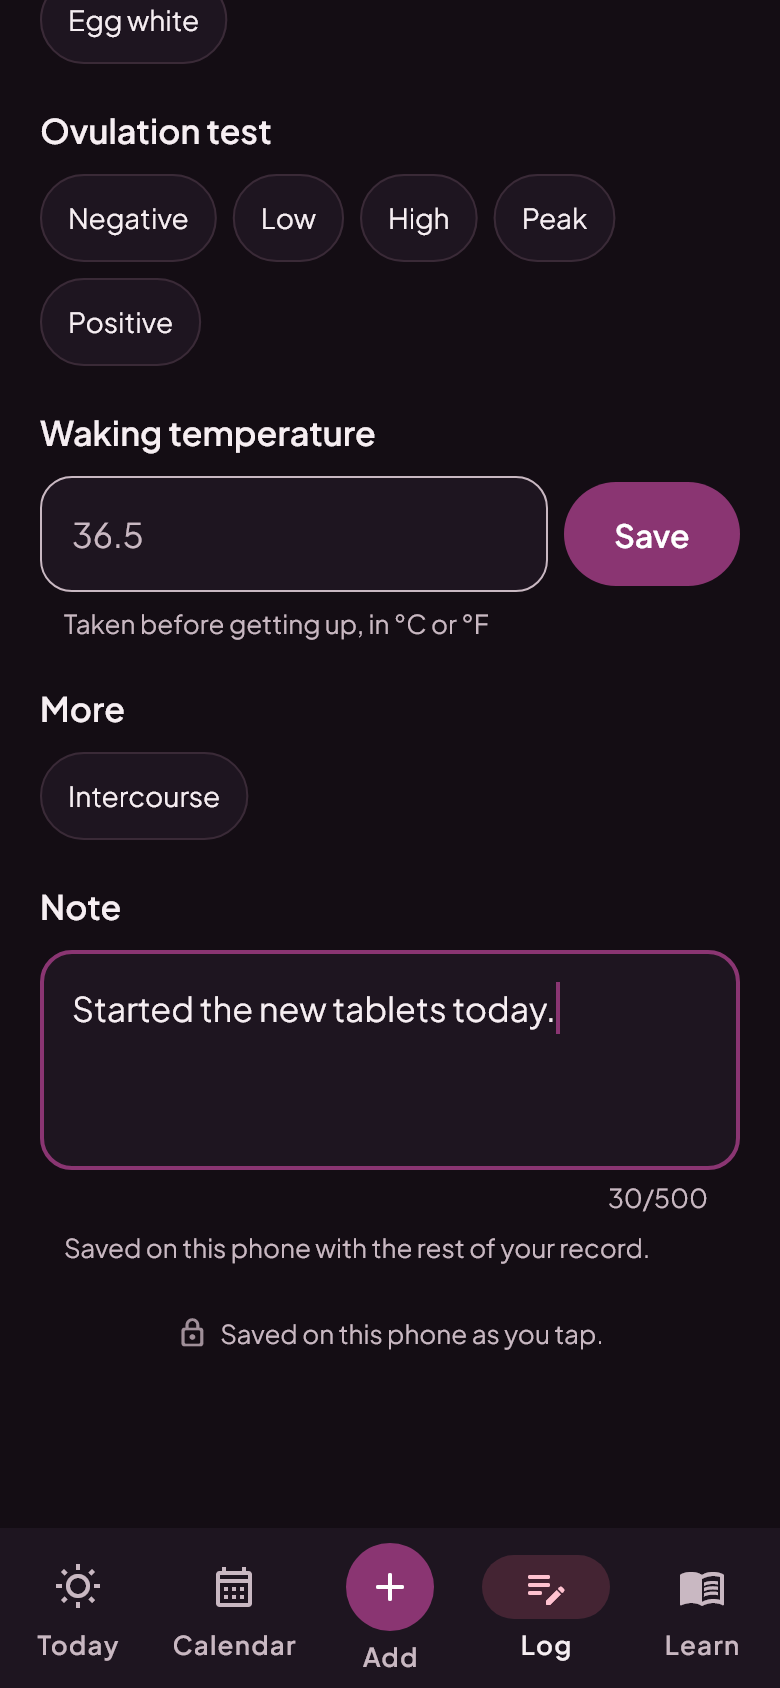 Egg white
Ovulation test
Negative Low High Peak
Positive
Waking temperature
36.5 Save
Taken before getting up, in °C or °F
More
Intercourse
Note
Started the new tablets today.
30/500
Saved on this phone with the rest of your record.
Saved on this phone as you tap.
Today Calendar Add Log Learn